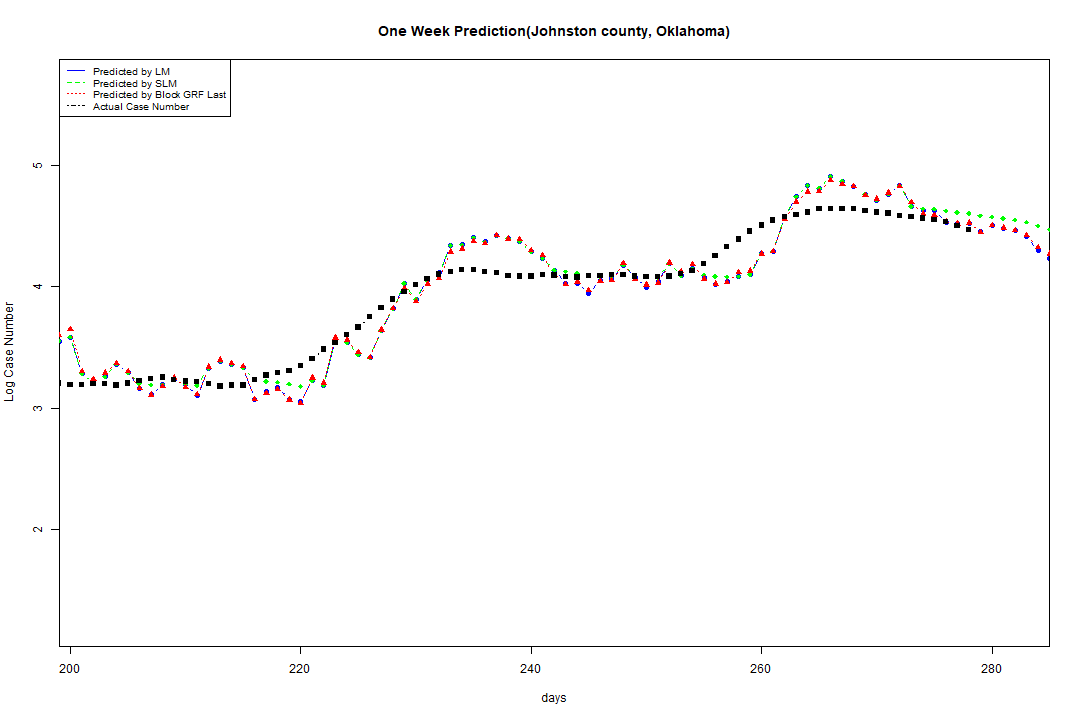 One Week Prediction(Johnston county, Oklahoma)
Predicted by LM
Predicted by SLM
Predicted by Block GRF Last
Actual Case Number
5
4
3
2
Log Case Number
200
220
240
260
280
days